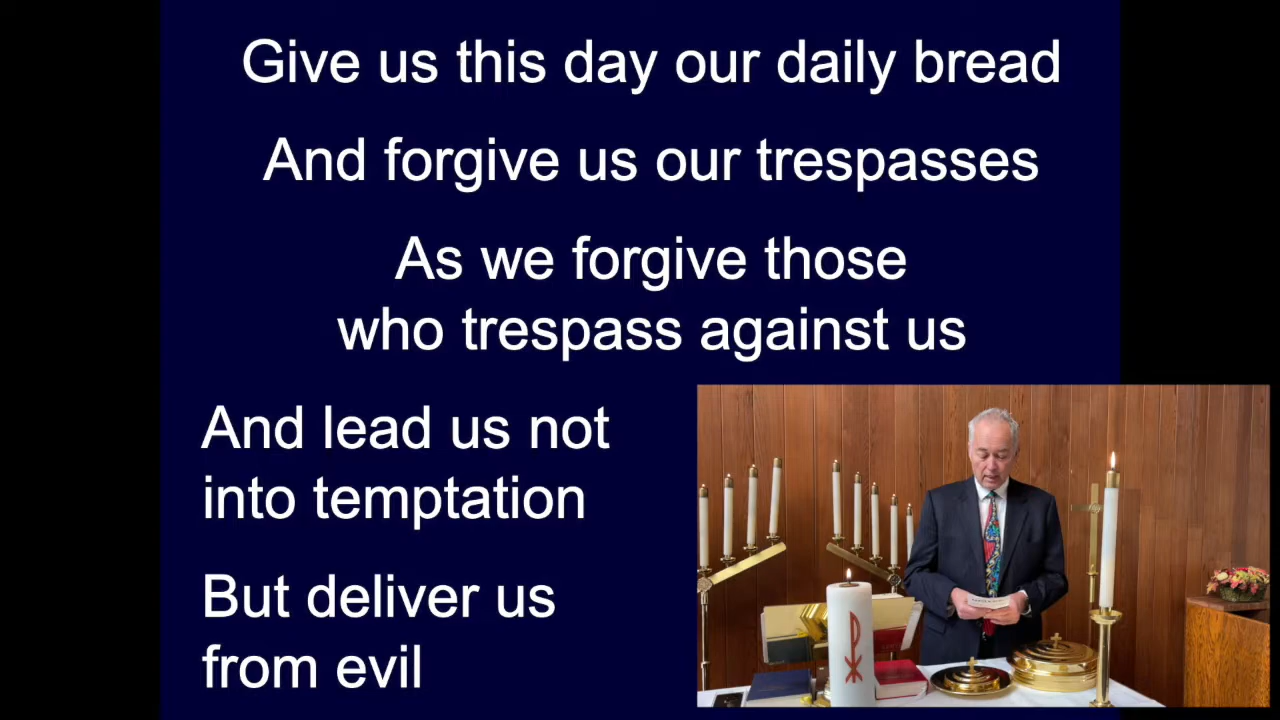 Give us this day our daily bread
And forgive us our trespasses
As we forgive those
who trespass against us
And lead us not
into temptation
But deliver us
from evil